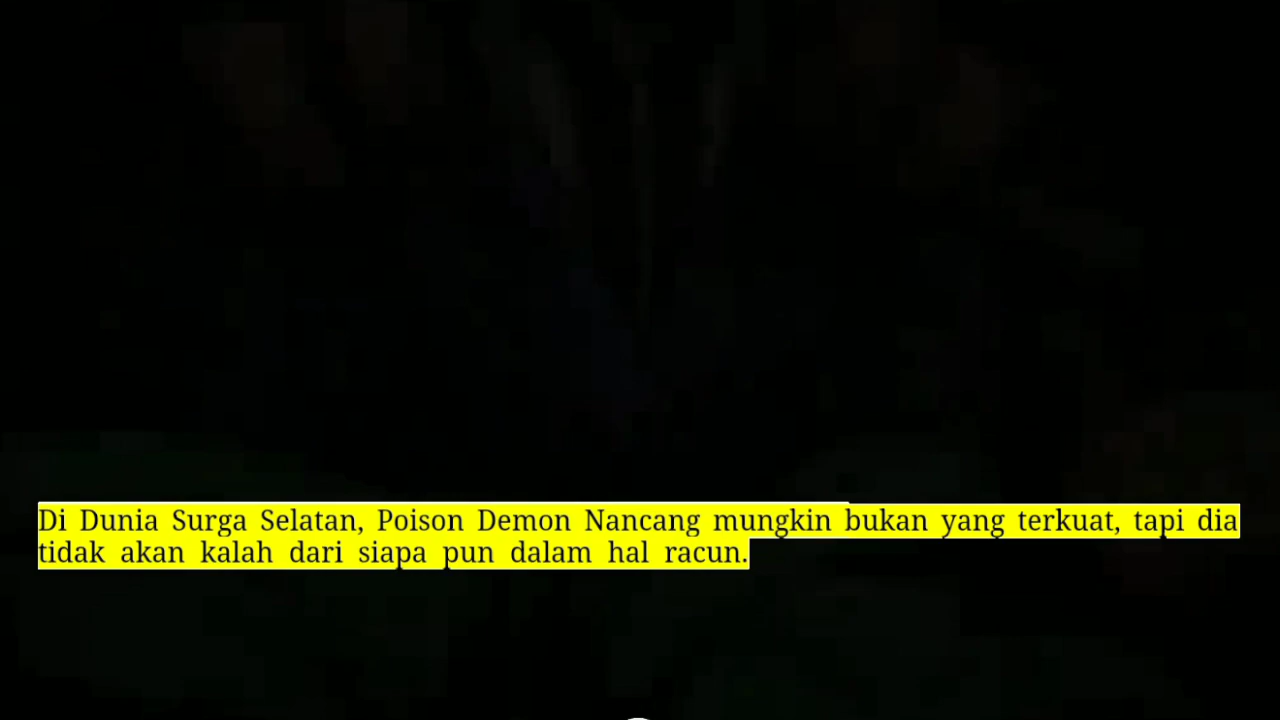 Di Dunia Surga Selatan, Poison Demon Nancang mungkin bukan yang terkuat, tapi dia
tidak akan kalah dari siapa pun dalam hal racun.